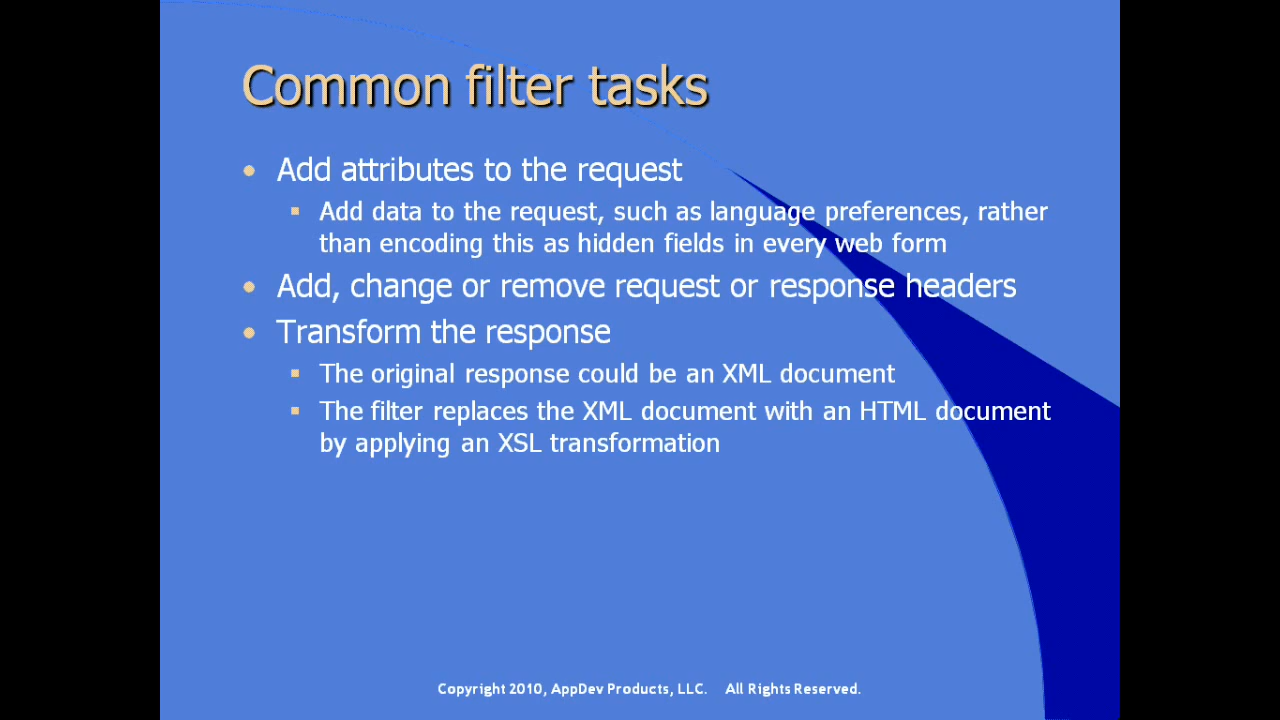 Common filter tasks
• Add attributes to the request
▪ Add data to the request, such as language preferences, rather
than encoding this as hidden fields in every web form
• Add, change or remove request or response headers
• Transform the response
▪ The original response could be an XML document
▪ The filter replaces the XML document with an HTML document
by applying an XSL transformation
Copyright 2010, AppDev Products, LLC. All Rights Reserved.